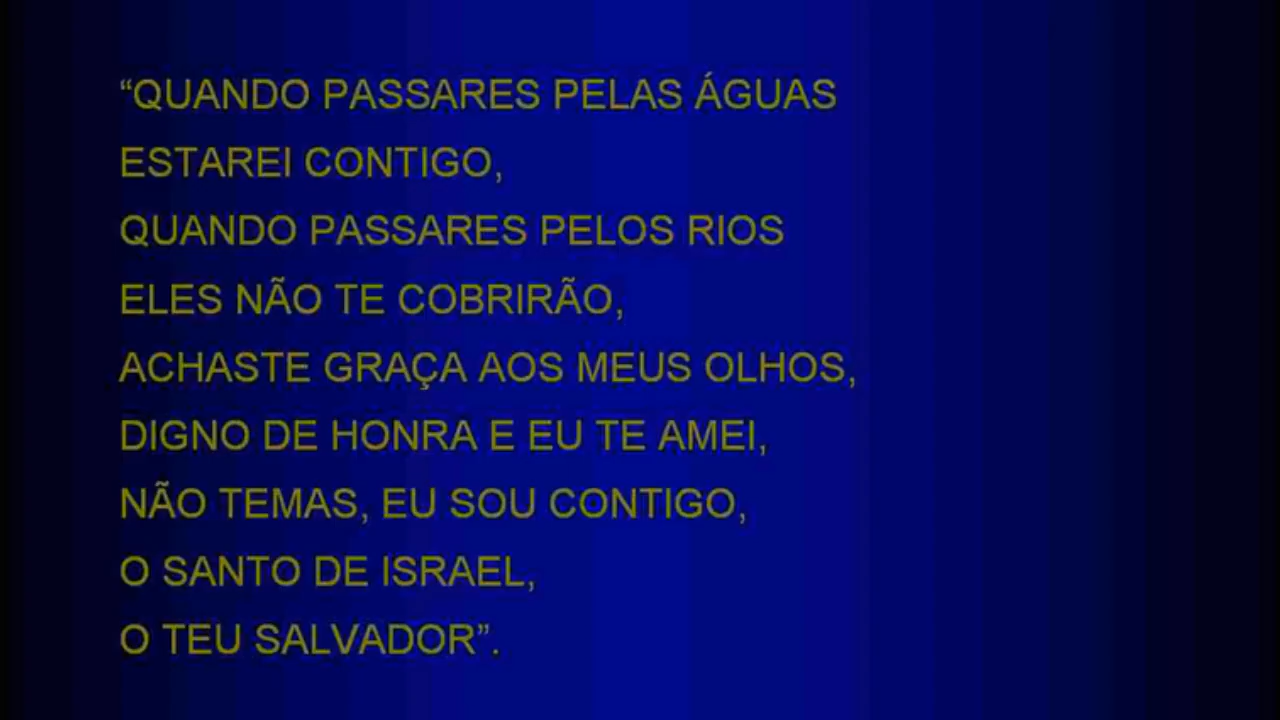 “QUANDO PASSARES PELAS ÁGUAS
ESTAREI CONTIGO,
QUANDO PASSARES PELOS RIOS
ELES NÃO TE COBRIRÃO,
ACHASTE GRAÇA AOS MEUS OLHOS,
DIGNO DE HONRA E EU TE AMEI,
NÃO TEMAS, EU SOU CONTIGO,
O SANTO DE ISRAEL,
O TEU SALVADOR”.